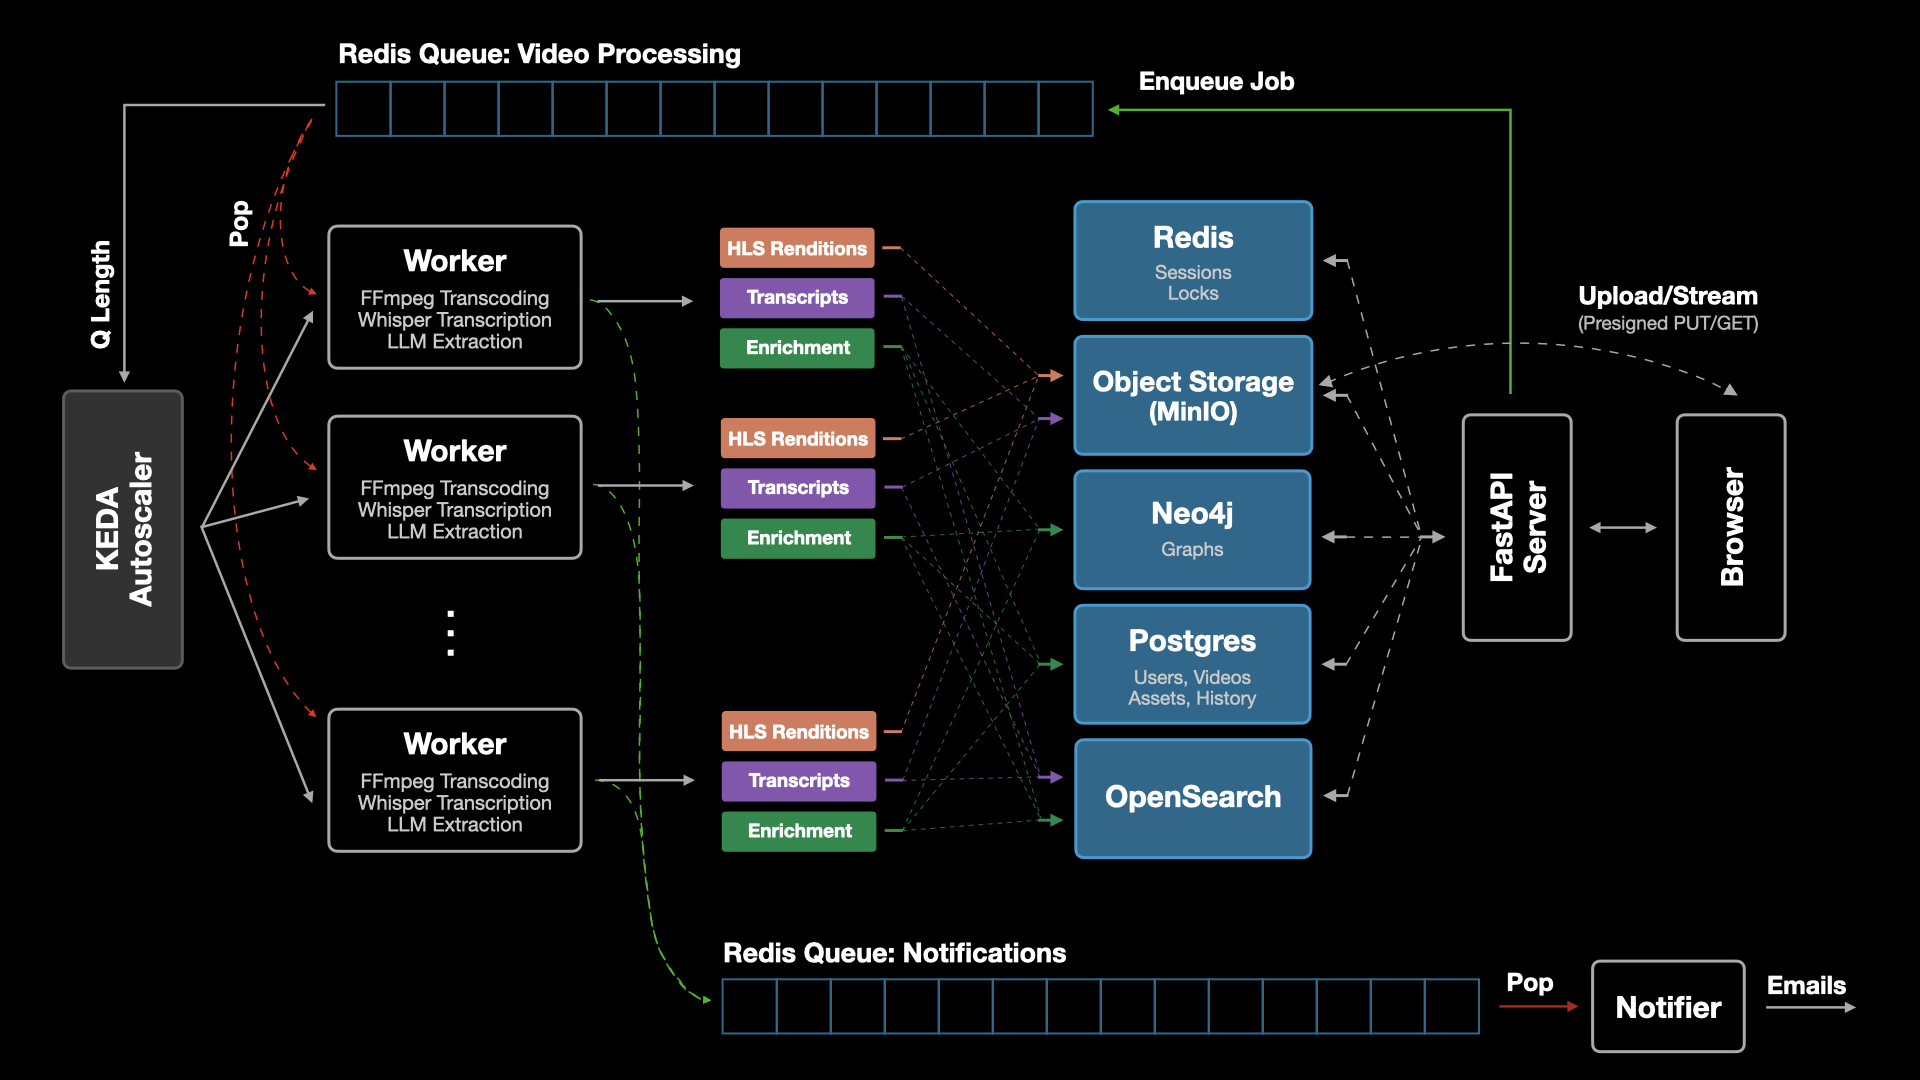 Redis Queue: Video Processing
Enqueue Job
Q Length
Pop
KEDA
Autoscaler
Worker
FFmpeg Transcoding
Whisper Transcription
LLM Extraction
Worker
FFmpeg Transcoding
Whisper Transcription
LLM Extraction
Worker
FFmpeg Transcoding
Whisper Transcription
LLM Extraction
HLS Renditions
Transcripts
Enrichment
HLS Renditions
Transcripts
Enrichment
HLS Renditions
Transcripts
Enrichment
Redis
Sessions
Locks
Object Storage
(MinIO)
Neo4j
Graphs
Postgres
Users, Videos
Assets, History
OpenSearch
Upload/Stream
(Presigned PUT/GET)
FastAPI
Server
Browser
Redis Queue: Notifications
Pop
Notifier
Emails